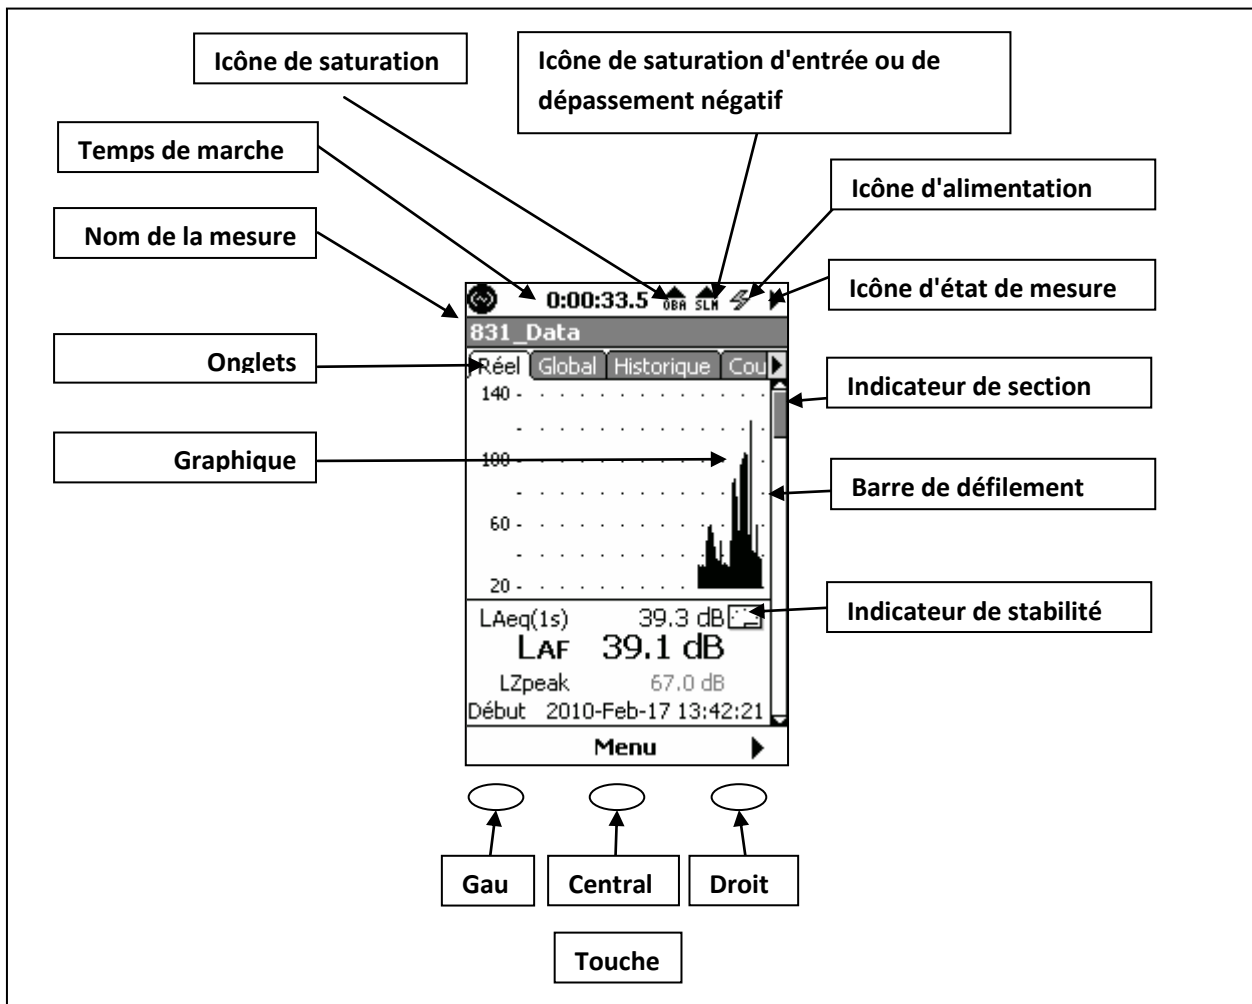 Icône de saturation
Icône de saturation d'entrée ou de
dépassement négatif
Temps de marche
Icône d'alimentation
Nom de la mesure
Icône d'état de mesure
0:00:33.5 OBA SLM
831_Data
Onglets
Réel Global Historique Cou
Indicateur de section
140
Graphique
100
Barre de défilement
60
20
Indicateur de stabilité
LAeq(1s) 39.3 dB
LAF 39.1 dB
LZpeak 67.0 dB
Début 2010-Feb-17 13:42:21
Menu
Gau
Central
Droit
Touche